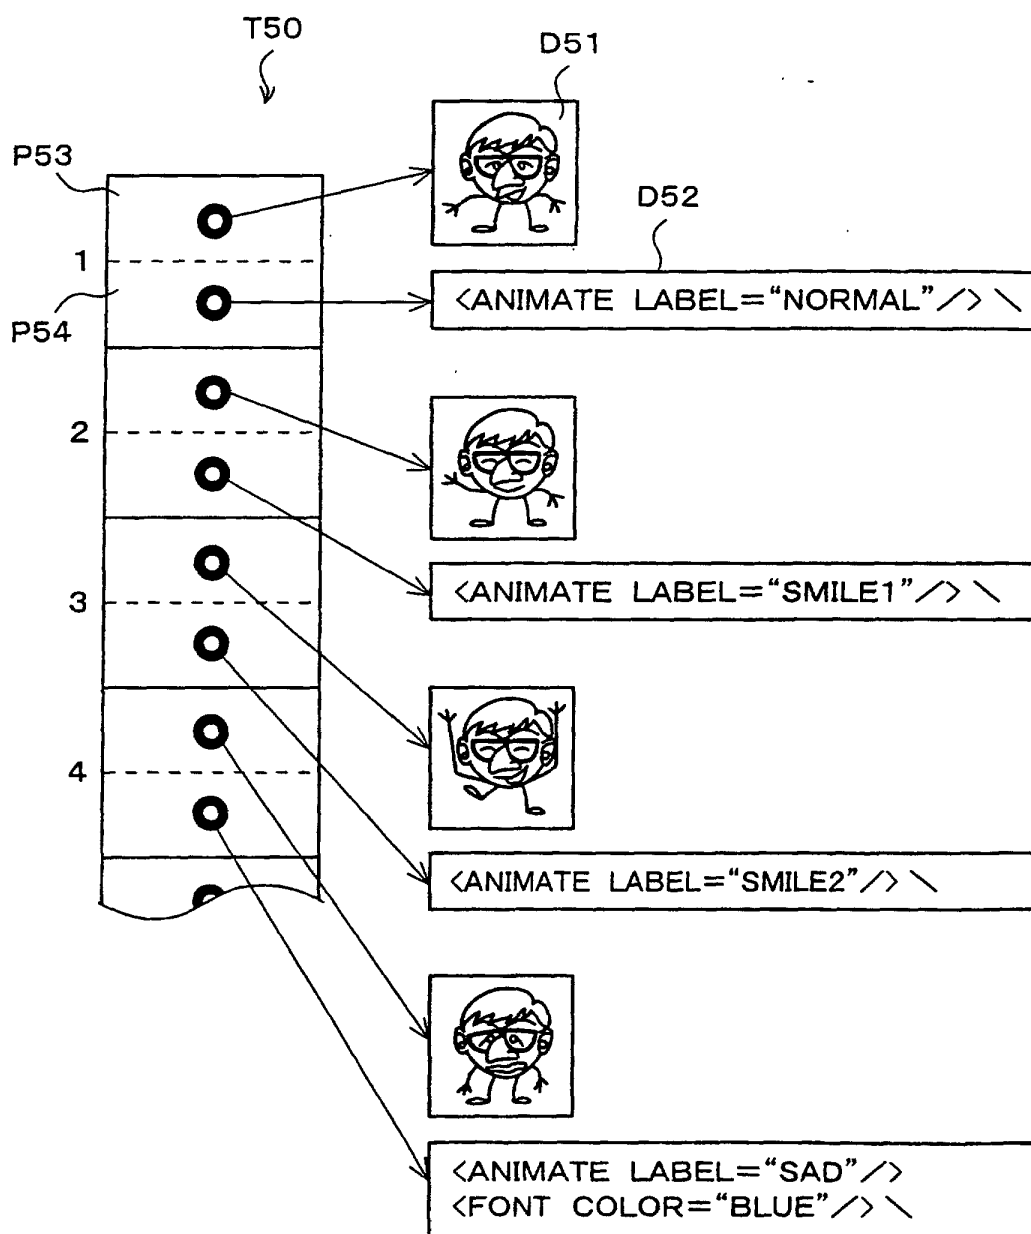 T50
D51
P53
D52
1
<ANIMATE LABEL="NORMAL"/>\
P54
2
<ANIMATE LABEL="SMILE1"/>\
3
4
<ANIMATE LABEL="SMILE2"/>\
<ANIMATE LABEL="SAD"/>
<FONT COLOR="BLUE"/>\